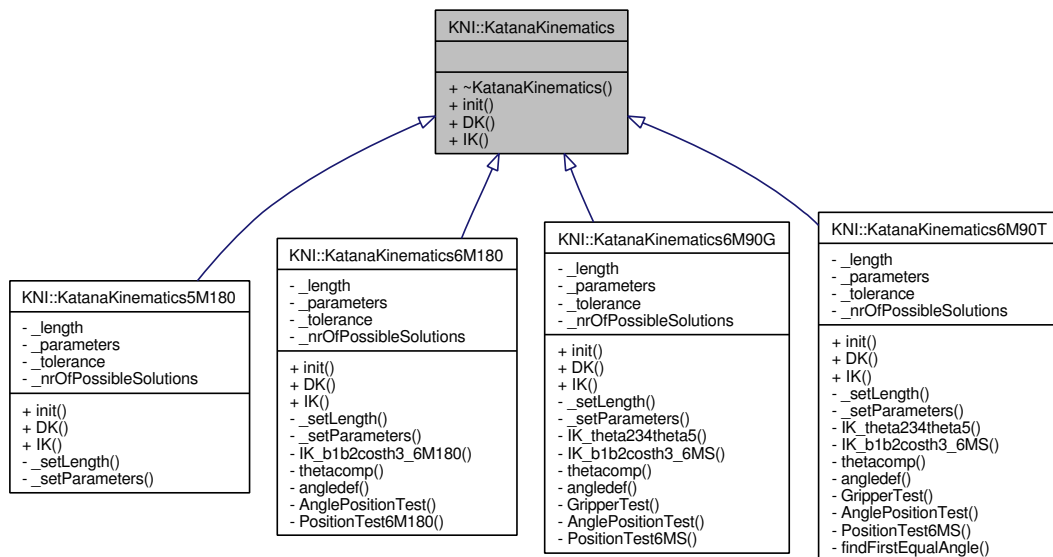 KNI::KatanaKinematics
+ ~KatanaKinematics()
+ init()
+ DK()
+ IK()
KNI::KatanaKinematics5M180
- _length
- _parameters
- _tolerance
- _nrOfPossibleSolutions
+ init()
+ DK()
+ IK()
- _setLength()
- _setParameters()
KNI::KatanaKinematics6M180
- _length
- _parameters
- _tolerance
- _nrOfPossibleSolutions
+ init()
+ DK()
+ IK()
- _setLength()
- _setParameters()
- IK_b1b2costh3_6M180()
- thetacomp()
- angledef()
- AnglePositionTest()
- PositionTest6M180()
KNI::KatanaKinematics6M90G
- _length
- _parameters
- _tolerance
- _nrOfPossibleSolutions
+ init()
+ DK()
+ IK()
- _setLength()
- _setParameters()
- IK_theta234theta5()
- IK_b1b2costh3_6MS()
- thetacomp()
- angledef()
- GripperTest()
- AnglePositionTest()
- PositionTest6MS()
KNI::KatanaKinematics6M90T
- _length
- _parameters
- _tolerance
- _nrOfPossibleSolutions
+ init()
+ DK()
+ IK()
- _setLength()
- _setParameters()
- IK_theta234theta5()
- IK_b1b2costh3_6MS()
- thetacomp()
- angledef()
- GripperTest()
- AnglePositionTest()
- PositionTest6MS()
- findFirstEqualAngle()